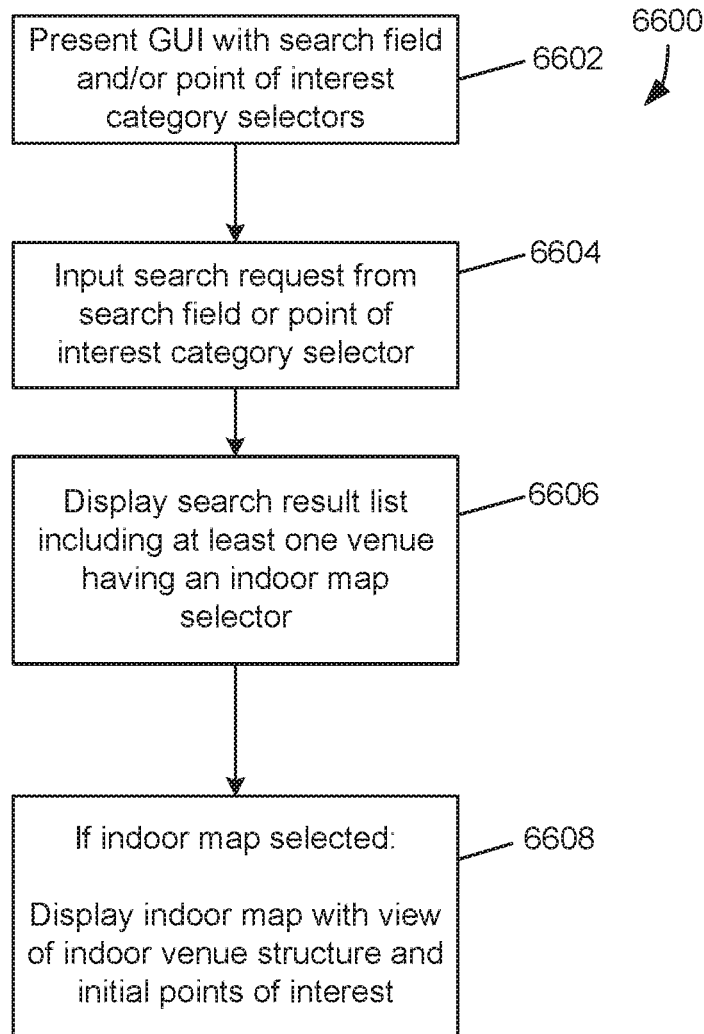 6600
Present GUI with search field
and/or point of interest
category selectors
6602
Input search request from
search field or point of
interest category selector
6604
Display search result list
including at least one venue
having an indoor map
selector
6606
If indoor map selected:
Display indoor map with view
of indoor venue structure and
initial points of interest
6608